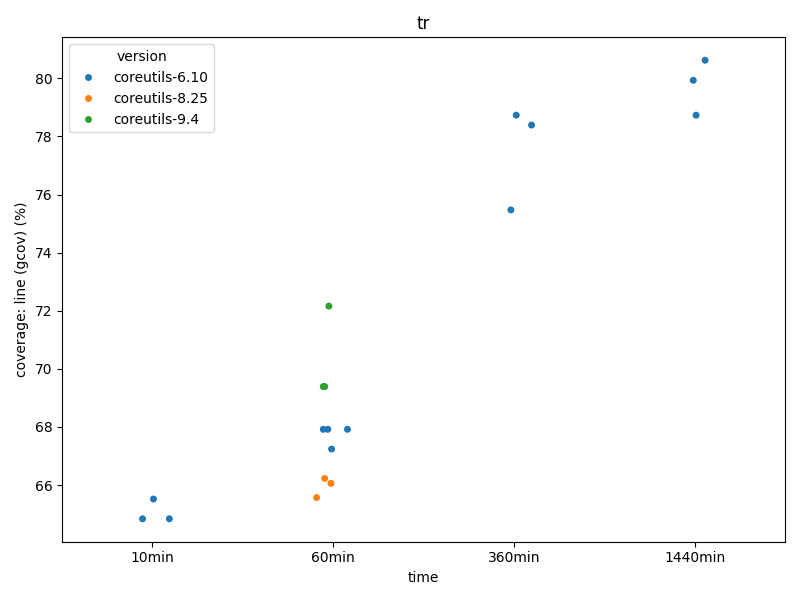 tr
version
coreutils-6.10
coreutils-8.25
coreutils-9.4
coverage: line (gcov) (%)
80
78
76
74
72
70
68
66
10min
60min
360min
1440min
time